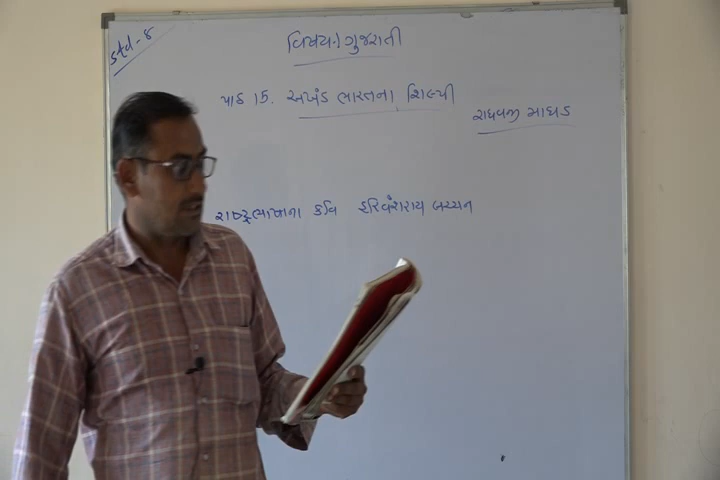 Std - 8
વિષય :- ગુજરાતી
પાઠ 15. અખંડ ભારતના શિલ્પી
રાઘવજી માધડ
રાષ્ટ્રભાષાના કવિ હરિવંશરાય બચ્ચન